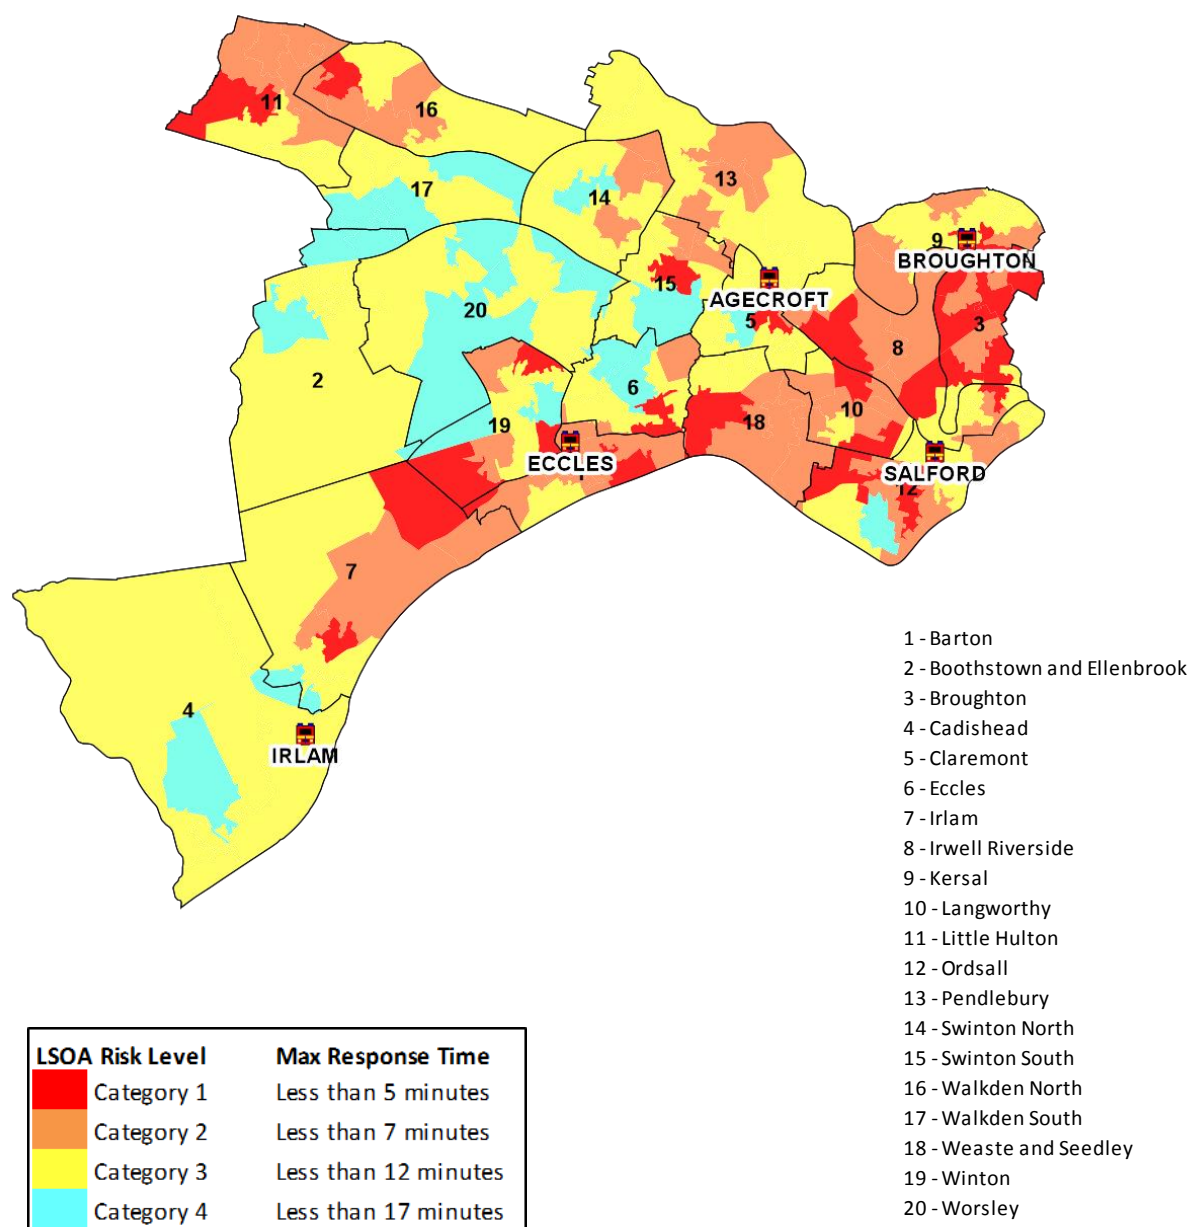 11
16
17
14
13
9
BROUGHTON
15
AGECROFT
5
20
3
8
2
6
10
19
18
ECCLES
SALFORD
12
7
4
IRLAM
1 - Barton
2 - Boothstown and Ellenbrook
3 - Broughton
4 - Cadishead
5 - Claremont
6 - Eccles
7 - Irlam
8 - Irwell Riverside
9 - Kersal
10 - Langworthy
11 - Little Hulton
12 - Ordsall
13 - Pendlebury
14 - Swinton North
15 - Swinton South
16 - Walkden North
17 - Walkden South
18 - Weaste and Seedley
19 - Winton
20 - Worsley
LSOA Risk Level Max Response Time
Category 1 Less than 5 minutes
Category 2 Less than 7 minutes
Category 3 Less than 12 minutes
Category 4 Less than 17 minutes